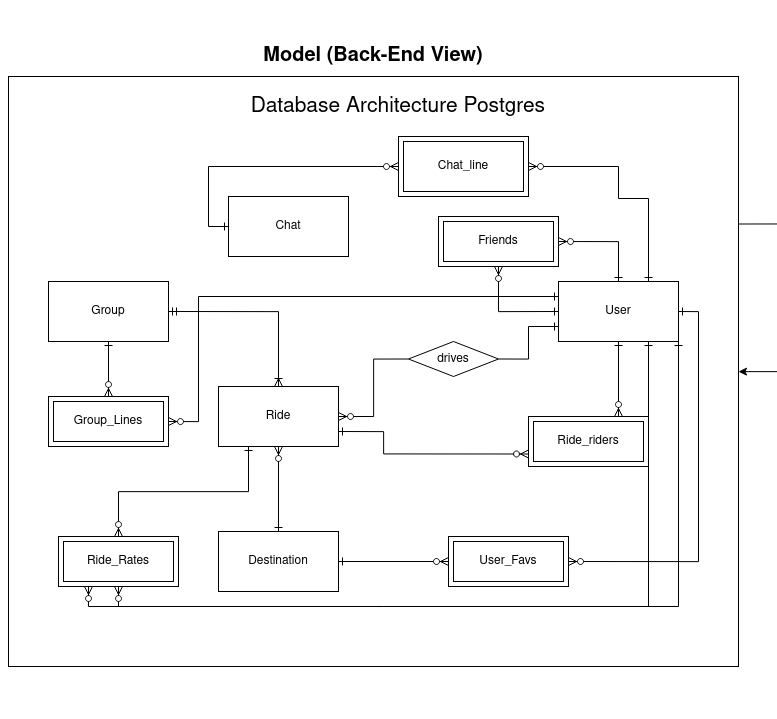 Model (Back-End View)
Database Architecture Postgres
Chat_line
Chat
Friends
Group
User
drives
Group_Lines
Ride
Ride_riders
Ride_Rates
Destination
User_Favs